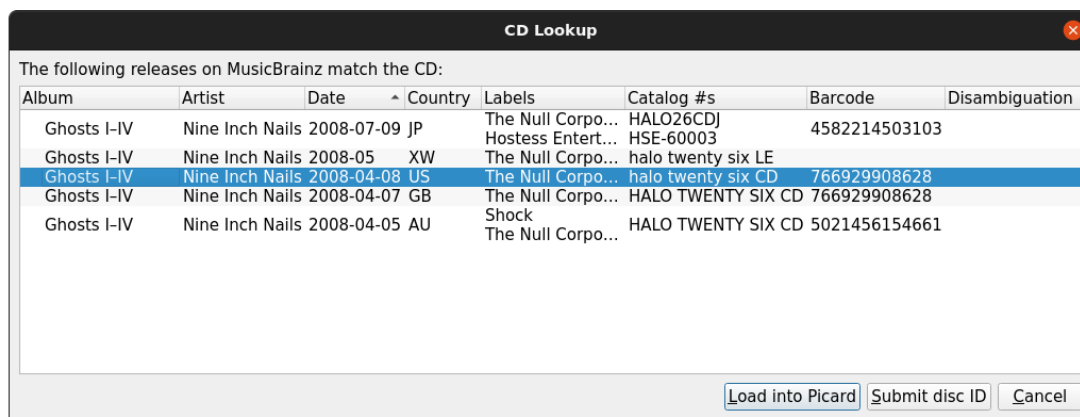 CD Lookup
The following releases on MusicBrainz match the CD:
Album Artist Date Country Labels Catalog #s Barcode Disambiguation
Ghosts I–IV Nine Inch Nails 2008-07-09 JP The Null Corpo... HALO26CDJ 4582214503103
Hostess Entert... HSE-60003
Ghosts I–IV Nine Inch Nails 2008-05 XW The Null Corpo... halo twenty six LE
Ghosts I–IV Nine Inch Nails 2008-04-08 US The Null Corpo... halo twenty six CD 766929908628
Ghosts I–IV Nine Inch Nails 2008-04-07 GB The Null Corpo... HALO TWENTY SIX CD 766929908628
Ghosts I–IV Nine Inch Nails 2008-04-05 AU Shock HALO TWENTY SIX CD 5021456154661
The Null Corpo...
Load into Picard Submit disc ID Cancel